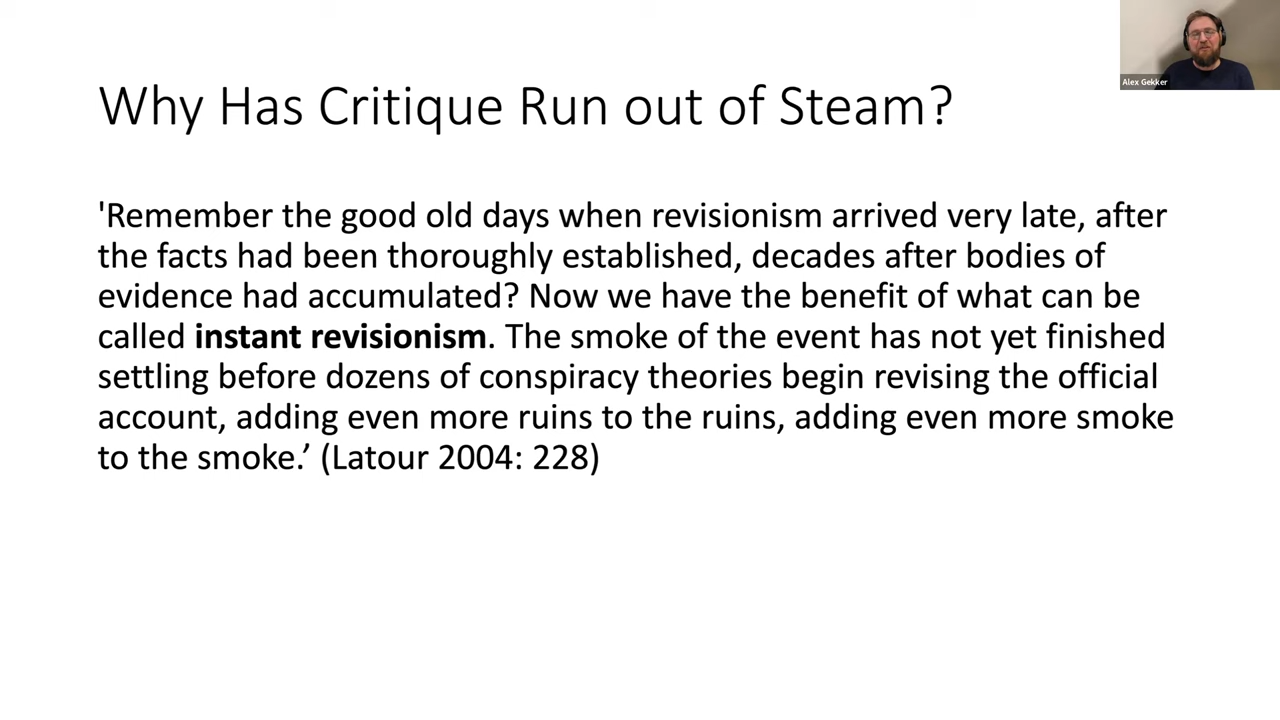 Alex Gekker
Why Has Critique Run out of Steam?
'Remember the good old days when revisionism arrived very late, after
the facts had been thoroughly established, decades after bodies of
evidence had accumulated? Now we have the benefit of what can be
called instant revisionism. The smoke of the event has not yet finished
settling before dozens of conspiracy theories begin revising the official
account, adding even more ruins to the ruins, adding even more smoke
to the smoke.’ (Latour 2004: 228)